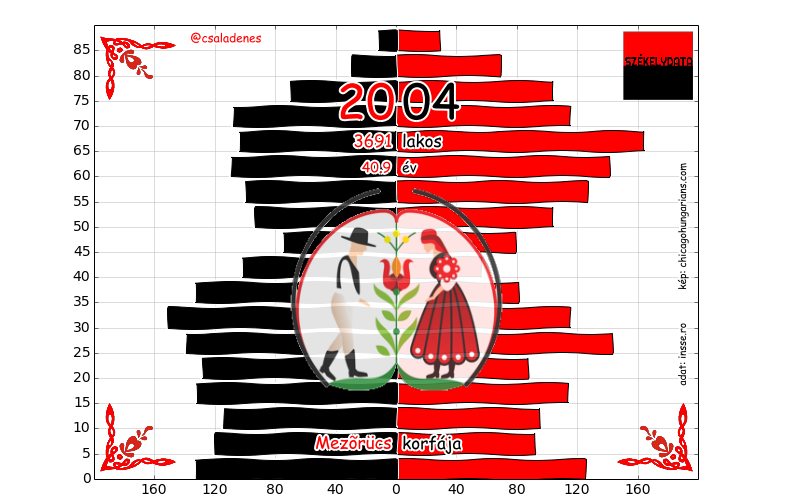 @csaladenes
SZÉKELYDATA
2004
3691 lakos
40.9 év
kép: chicagohungarians.com
adat: insse.ro
Mezőrücs korfája
85
80
75
70
65
60
55
50
45
40
35
30
25
20
15
10
5
0
160 120 80 40 0 40 80 120 160